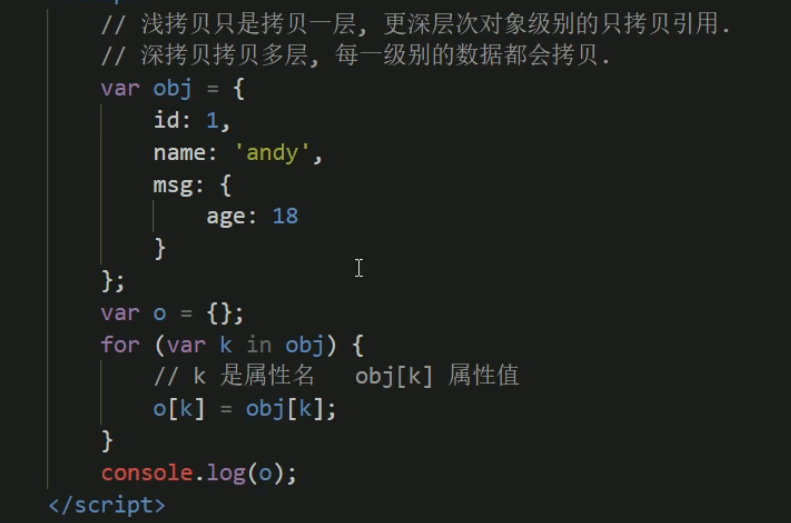 // 浅拷贝只是拷贝一层, 更深层次对象级别的只拷贝引用.
// 深拷贝拷贝多层, 每一级别的数据都会拷贝.
var obj = {
id: 1,
name: 'andy',
msg: {
age: 18
}
};
var o = {};
for (var k in obj) {
// k 是属性名 obj[k] 属性值
o[k] = obj[k];
}
console.log(o);
</script>